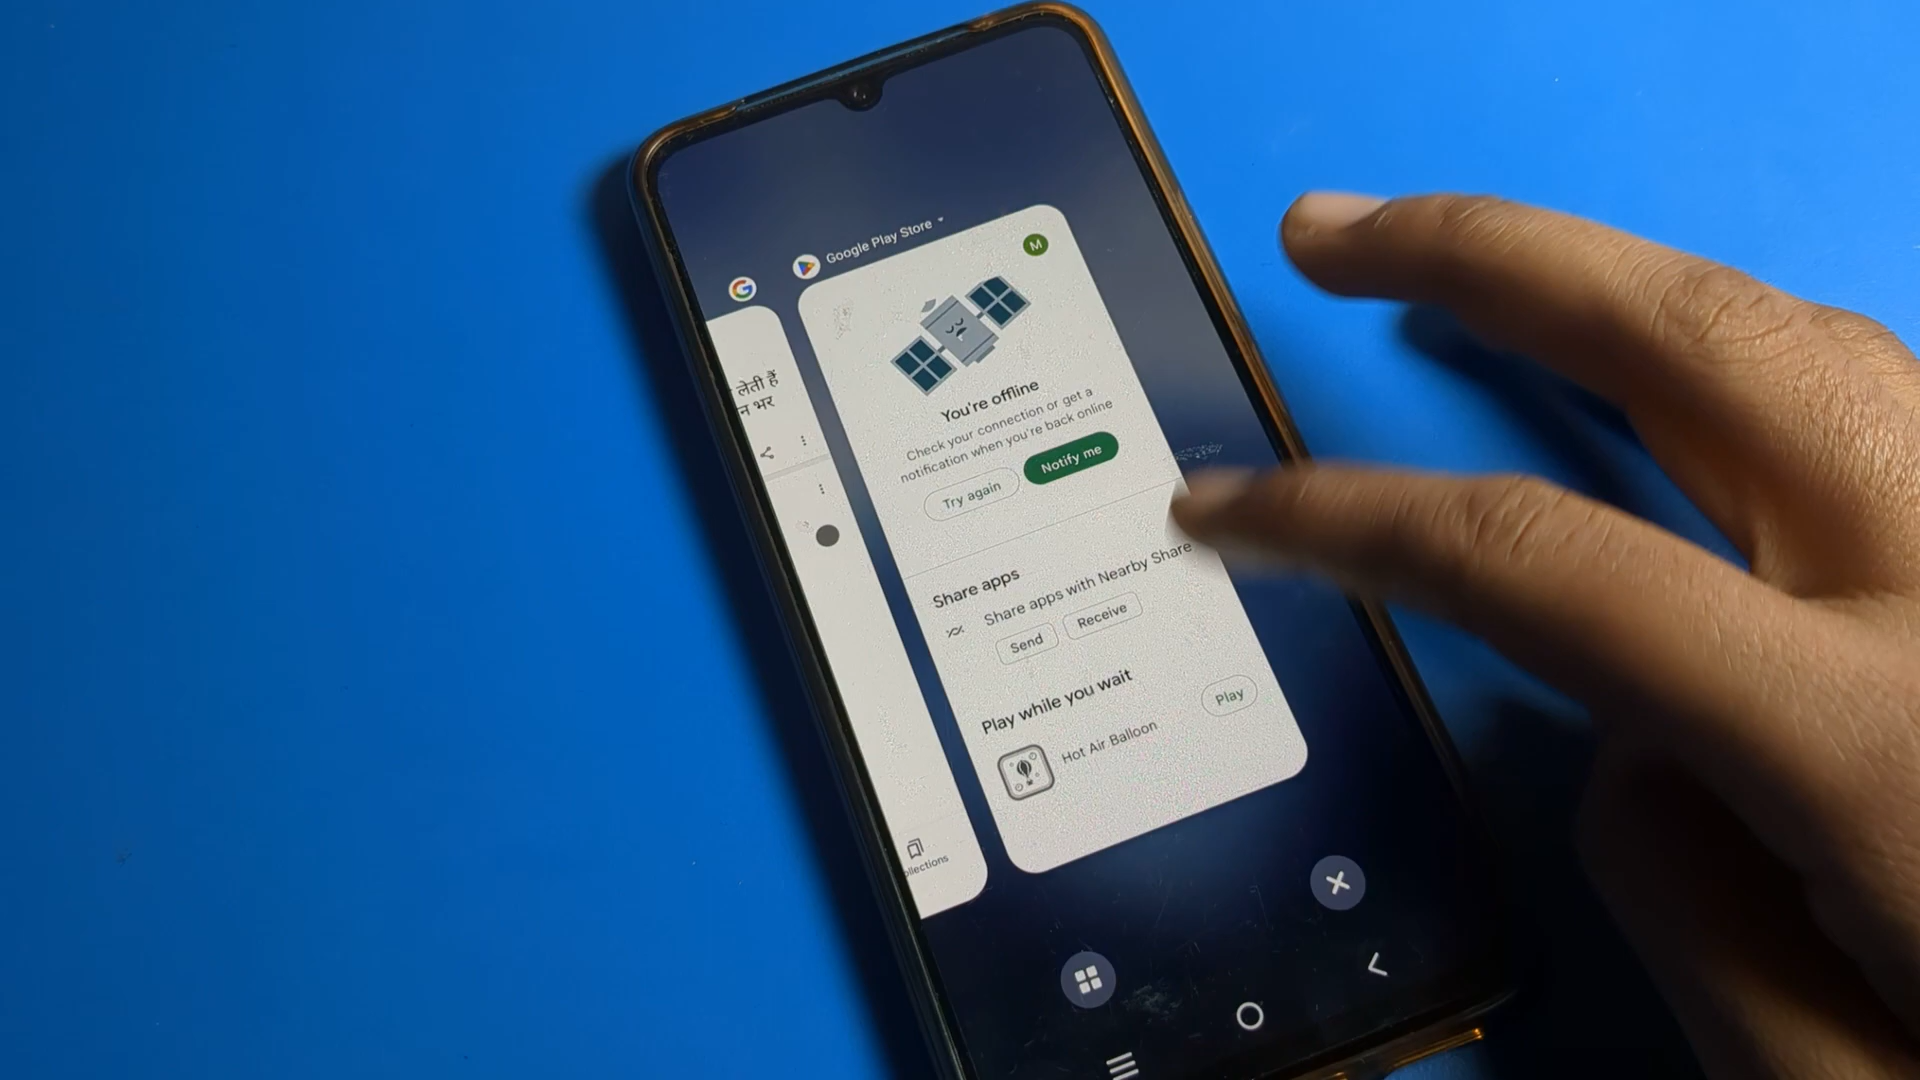 Google Play Store
M
G
लेती हैं
न भर
You're offline
Check your connection or get a
notification when you're back online
Try again
Notify me
Share apps
Share apps with Nearby Share
Send
Receive
Play while you wait
Hot Air Balloon
Play
ollections